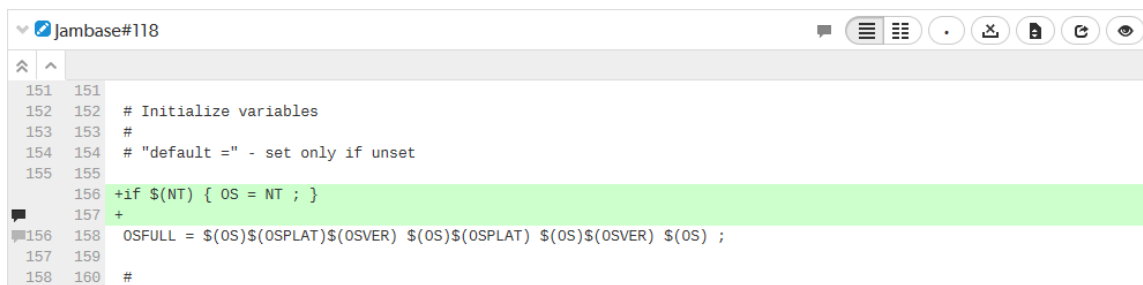 Jambase#118
151 151
152 152 # Initialize variables
153 153 #
154 154 # "default =" - set only if unset
155 155
156 +if $(NT) { OS = NT ; }
157 +
156 158 OSFULL = $(OS)$(OSPLAT)$(OSVER) $(OS)$(OSPLAT) $(OS)$(OSVER) $(OS) ;
157 159
158 160 #